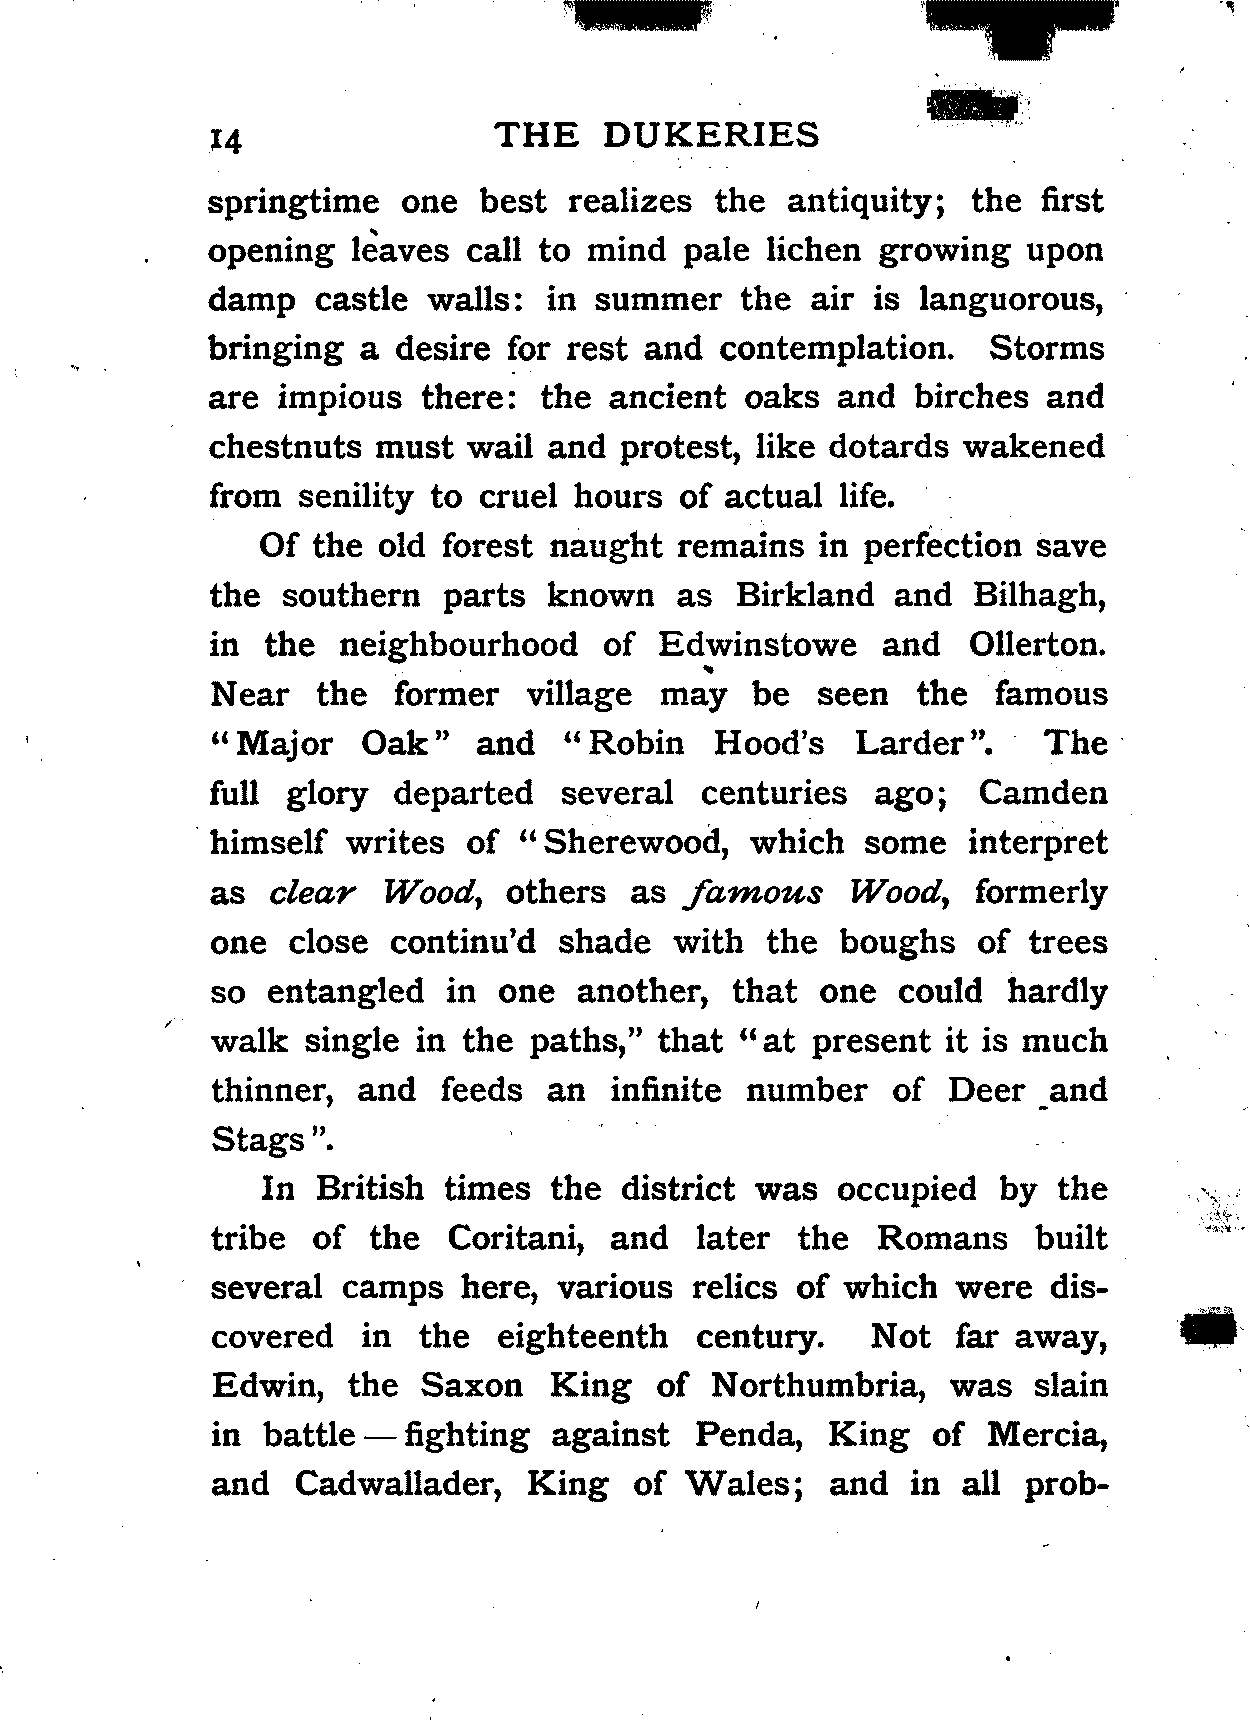 14 THE DUKERIES
springtime one best realizes the antiquity; the first
opening leaves call to mind pale lichen growing upon
damp castle walls: in summer the air is languorous,
bringing a desire for rest and contemplation. Storms
are impious there: the ancient oaks and birches and
chestnuts must wail and protest, like dotards wakened
from senility to cruel hours of actual life.
Of the old forest naught remains in perfection save
the southern parts known as Birkland and Bilhagh,
in the neighbourhood of Edwinstowe and Ollerton.
Near the former village may be seen the famous
"Major Oak" and "Robin Hood's Larder". The
full glory departed several centuries ago; Camden
himself writes of "Sherewood, which some interpret
as clear Wood, others as famous Wood, formerly
one close continu'd shade with the boughs of trees
so entangled in one another, that one could hardly
walk single in the paths," that "at present it is much
thinner, and feeds an infinite number of Deer and
Stags".
In British times the district was occupied by the
tribe of the Coritani, and later the Romans built
several camps here, various relics of which were dis-
covered in the eighteenth century. Not far away,
Edwin, the Saxon King of Northumbria, was slain
in battle—fighting against Penda, King of Mercia,
and Cadwallader, King of Wales; and in all prob-